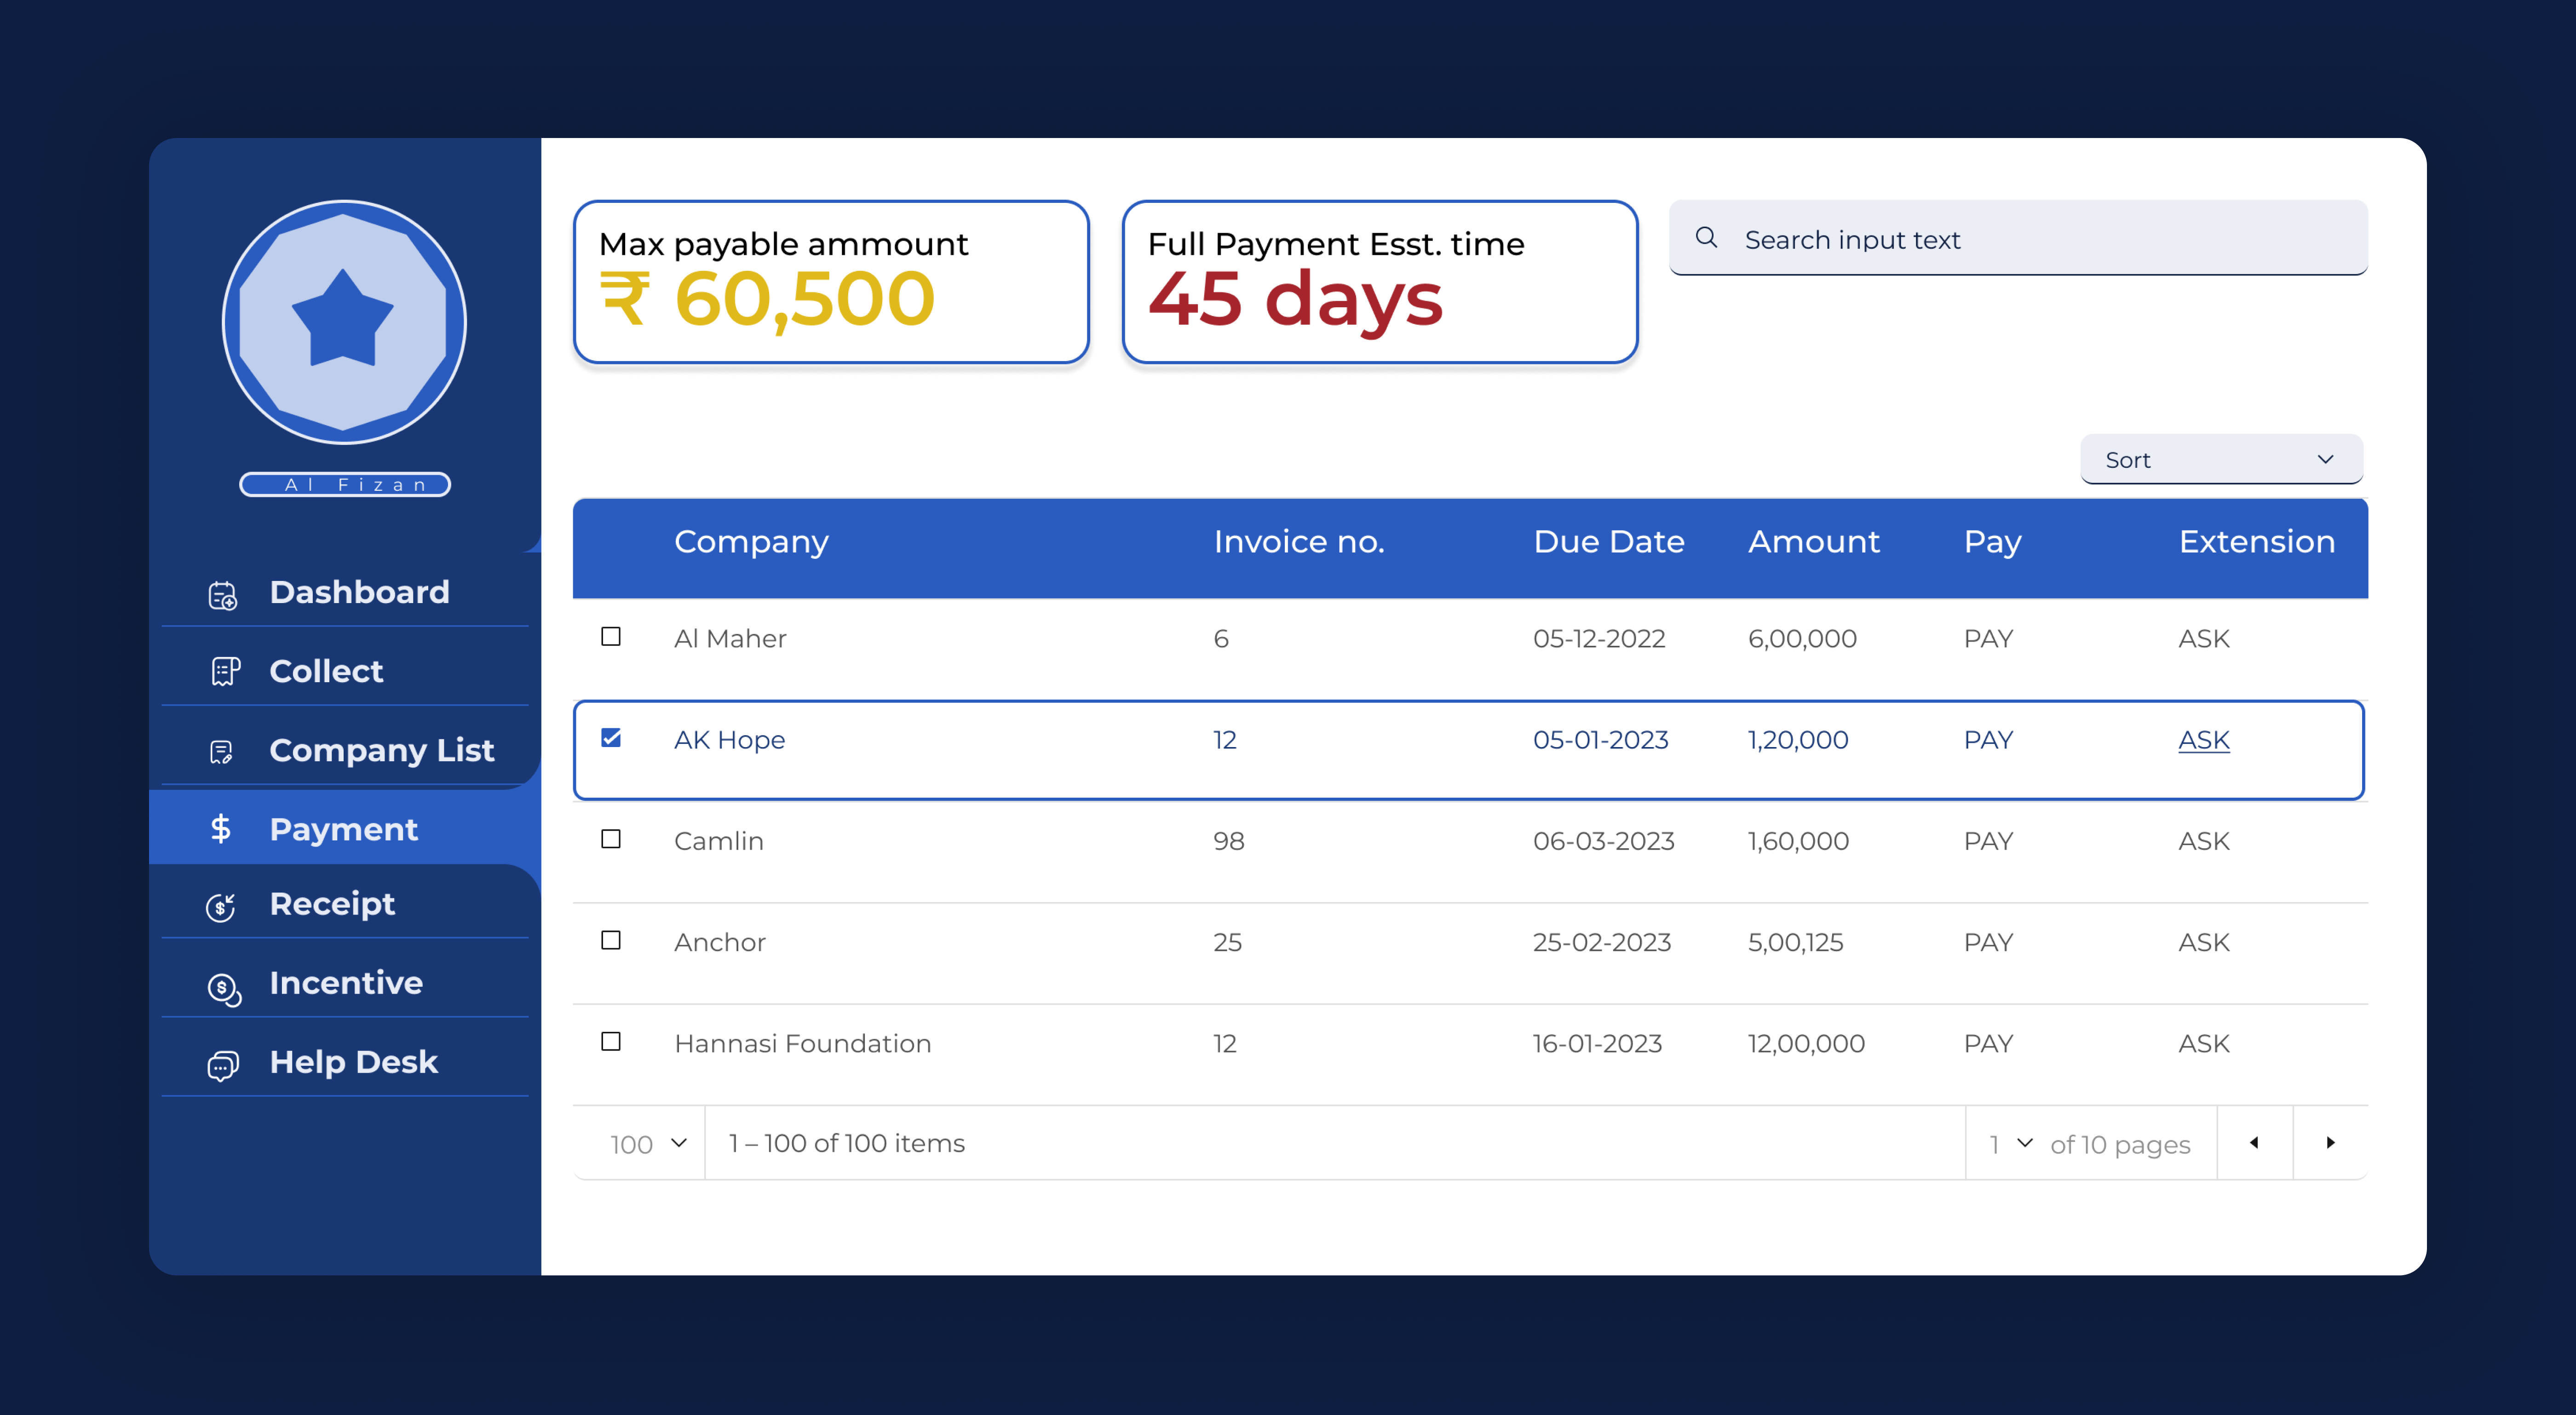 Al Fizan
Dashboard
Collect
Company List
Payment
Receipt
Incentive
Help Desk
Max payable ammount
₹ 60,500
Full Payment Esst. time
45 days
Search input text
Sort
Company Invoice no. Due Date Amount Pay Extension
Al Maher 6 05-12-2022 6,00,000 PAY ASK
AK Hope 12 05-01-2023 1,20,000 PAY ASK
Camlin 98 06-03-2023 1,60,000 PAY ASK
Anchor 25 25-02-2023 5,00,125 PAY ASK
Hannasi Foundation 12 16-01-2023 12,00,000 PAY ASK
100 1 – 100 of 100 items 1 of 10 pages